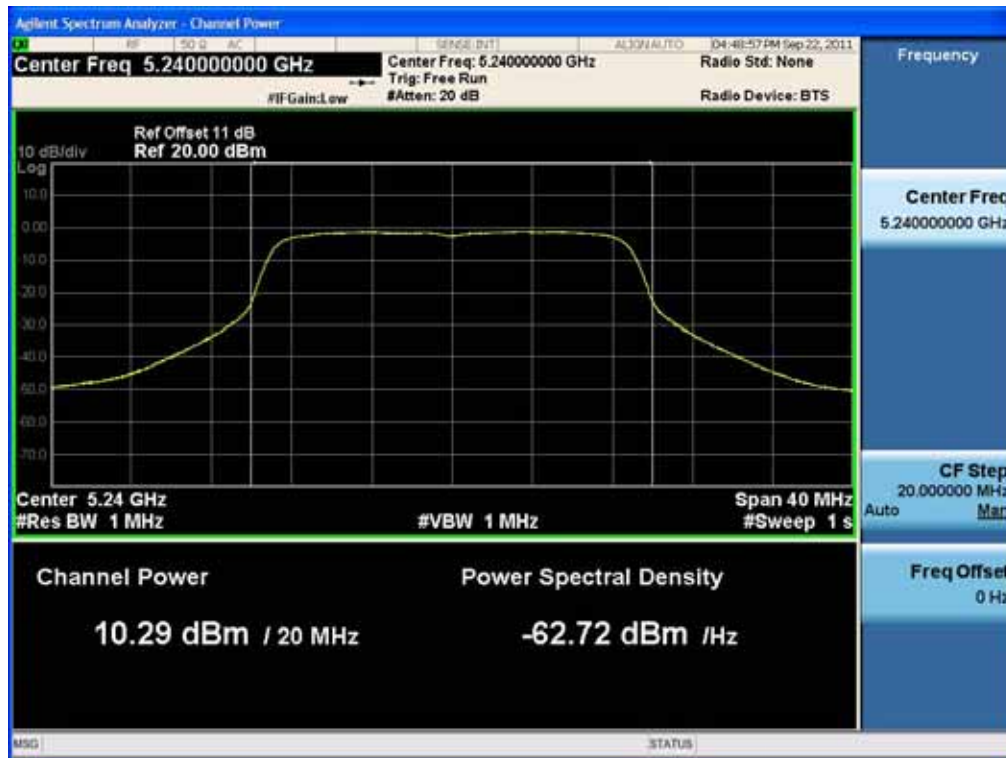 Agilent Spectrum Analyzer - Channel Power
RF 50 Ω AC SENSE:INT ALIGNAUTO 04:48:57 PM Sep 22, 2011
Center Freq 5.240000000 GHz
Center Freq: 5.240000000 GHz
Radio Std: None
Trig: Free Run
#IFGain:Low
#Atten: 20 dB
Radio Device: BTS
Frequency
Ref Offset 11 dB
10 dB/div Ref 20.00 dBm
Log
10.0
0.00
-10.0
-20.0
-30.0
-40.0
-50.0
-60.0
-70.0
Center Freq
5.240000000 GHz
Center 5.24 GHz
Span 40 MHz
#Res BW 1 MHz
#VBW 1 MHz
#Sweep 1 s
CF Step
20.000000 MHz
Auto Man
Freq Offset
0 Hz
Channel Power
Power Spectral Density
10.29 dBm / 20 MHz
-62.72 dBm /Hz
MSG
STATUS